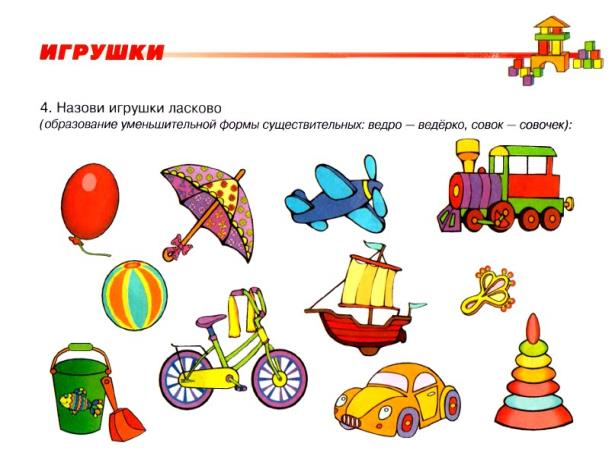 ИГРУШКИ
4. Назови игрушки ласково
(образование уменьшительной формы существительных: ведро — ведёрко, совок — совочек):